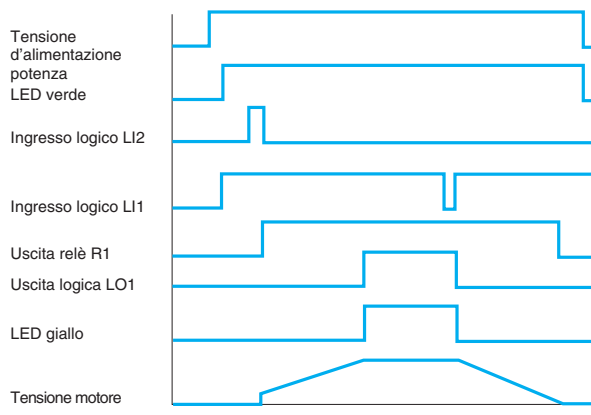 Tensione
d'alimentazione
potenza
LED verde
Ingresso logico LI2
Ingresso logico LI1
Uscita relè R1
Uscita logica LO1
LED giallo
Tensione motore